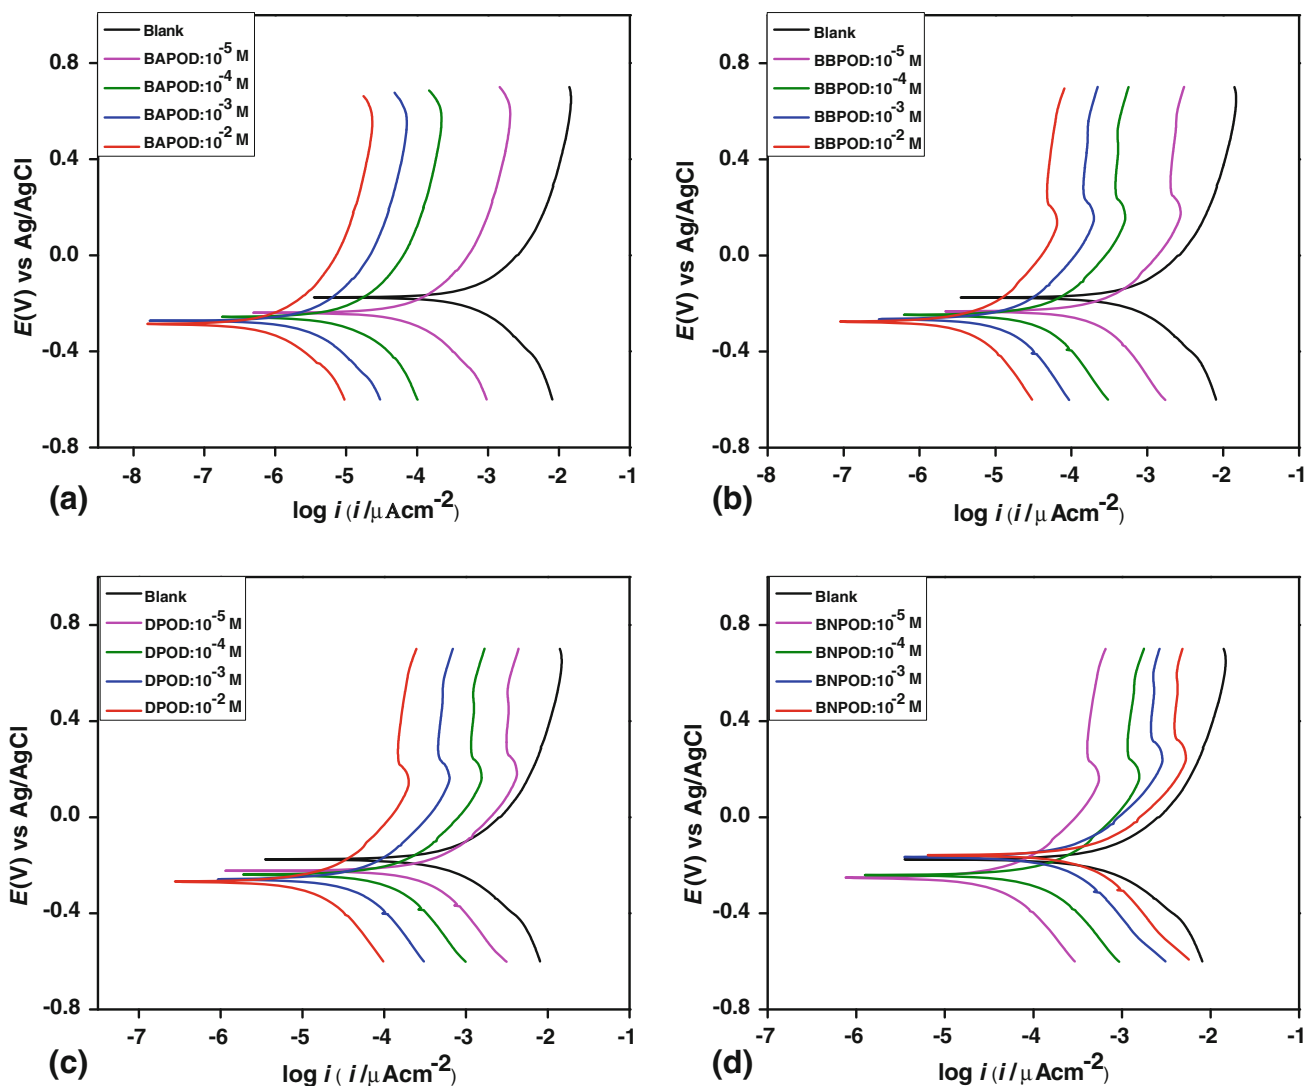 Blank
BAPOD:10-5 M
BAPOD:10-4 M
BAPOD:10-3 M
BAPOD:10-2 M
0.8
0.4
0.0
-0.4
-0.8
E(V) vs Ag/AgCl
-8 -7 -6 -5 -4 -3 -2 -1
(a)
log i (i/μAcm-2)
Blank
BBPOD:10-5 M
BBPOD:10-4 M
BBPOD:10-3 M
BBPOD:10-2 M
0.8
0.4
0.0
-0.4
-0.8
E(V) vs Ag/AgCl
-8 -7 -6 -5 -4 -3 -2 -1
(b)
log i (i/μAcm-2)
Blank
DPOD:10-5 M
DPOD:10-4 M
DPOD:10-3 M
DPOD:10-2 M
0.8
0.4
0.0
-0.4
-0.8
E(V) vs Ag/AgCl
-7 -6 -5 -4 -3 -2 -1
(c)
log i ( i/μAcm-2)
Blank
BNPOD:10-5 M
BNPOD:10-4 M
BNPOD:10-3 M
BNPOD:10-2 M
0.8
0.4
0.0
-0.4
-0.8
E(V) vs Ag/AgCl
-7 -6 -5 -4 -3 -2 -1
(d)
log i (i/μAcm-2)